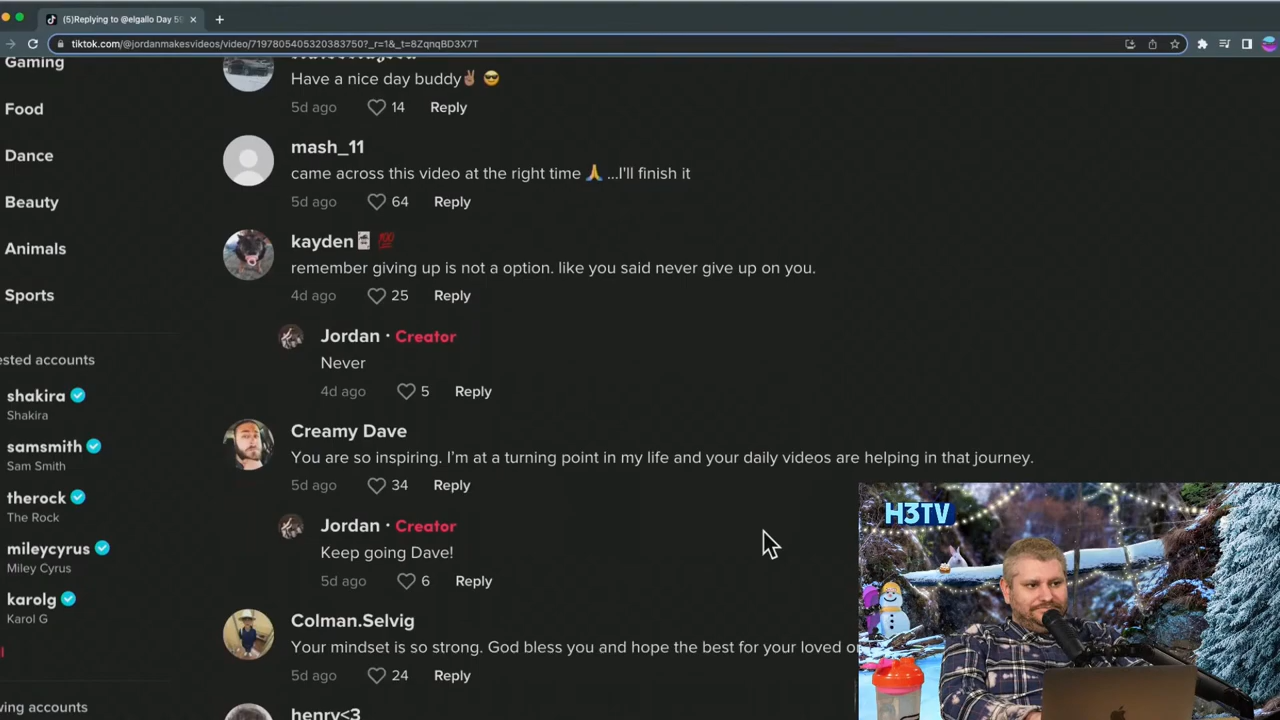 (5)Replying to @elgallo Day 5
tiktok.com/@jordanmakesvideos/video/7197805405320383750?_r=1&_t=8ZqnqBD3X7T
Gaming
Food
Dance
Beauty
Animals
Sports
ested accounts
shakira
Shakira
samsmith
Sam Smith
therock
The Rock
mileycyrus
Miley Cyrus
karolg
Karol G
wing accounts
Have a nice day buddy✌🏽 😎
5d ago 14 Reply
mash_11
came across this video at the right time 🙏 ...I'll finish it
5d ago 64 Reply
kayden🃏 💯
remember giving up is not a option. like you said never give up on you.
4d ago 25 Reply
Jordan · Creator
Never
4d ago 5 Reply
Creamy Dave
You are so inspiring. I'm at a turning point in my life and your daily videos are helping in that journey.
5d ago 34 Reply
Jordan · Creator
Keep going Dave!
5d ago 6 Reply
Colman.Selvig
Your mindset is so strong. God bless you and hope the best for your loved
5d ago 24 Reply
henry<3
H3TV